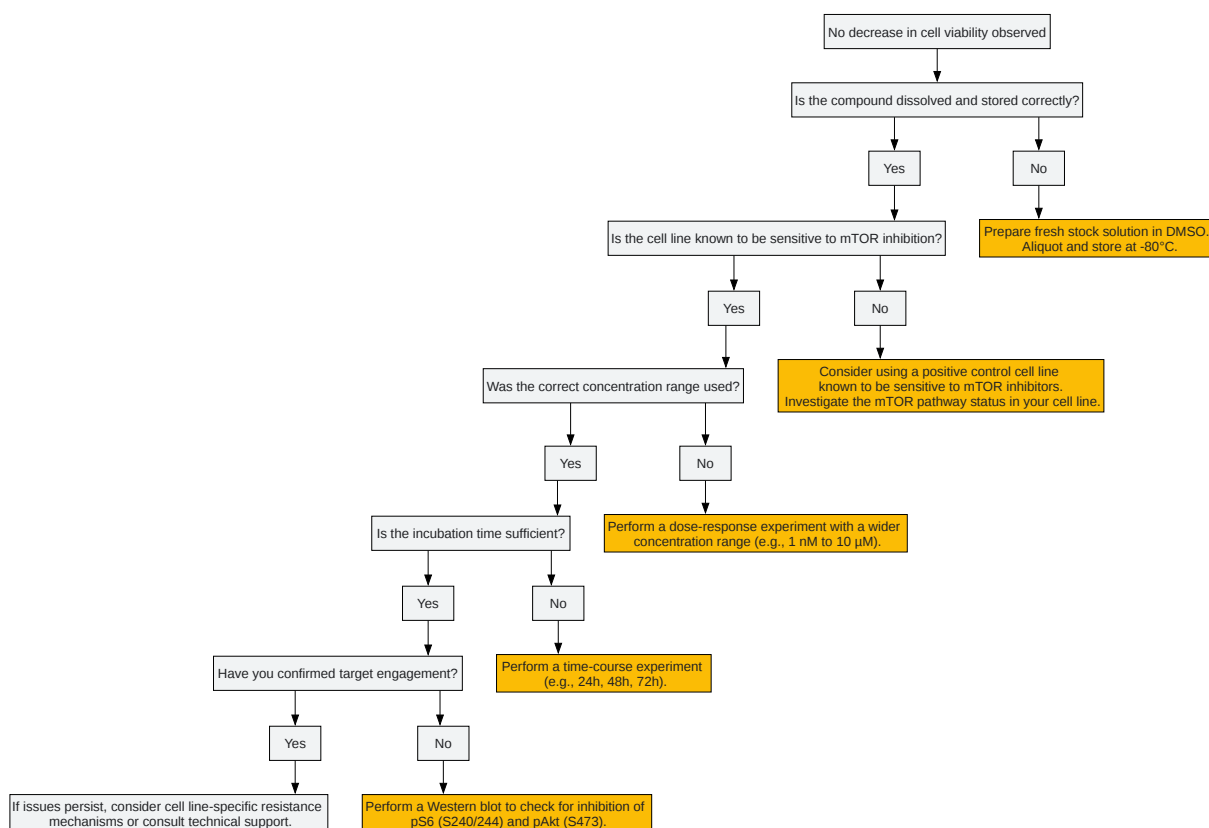 No decrease in cell viability observed
Is the compound dissolved and stored correctly?
Yes
No
Is the cell line known to be sensitive to mTOR inhibition?
Prepare fresh stock solution in DMSO.
Aliquot and store at -80°C.
Yes
No
Was the correct concentration range used?
Consider using a positive control cell line
known to be sensitive to mTOR inhibitors.
Investigate the mTOR pathway status in your cell line.
Yes
No
Is the incubation time sufficient?
Perform a dose-response experiment with a wider
concentration range (e.g., 1 nM to 10 µM).
Yes
No
Have you confirmed target engagement?
Perform a time-course experiment
(e.g., 24h, 48h, 72h).
Yes
No
If issues persist, consider cell line-specific resistance
mechanisms or consult technical support.
Perform a Western blot to check for inhibition of
pS6 (S240/244) and pAkt (S473).